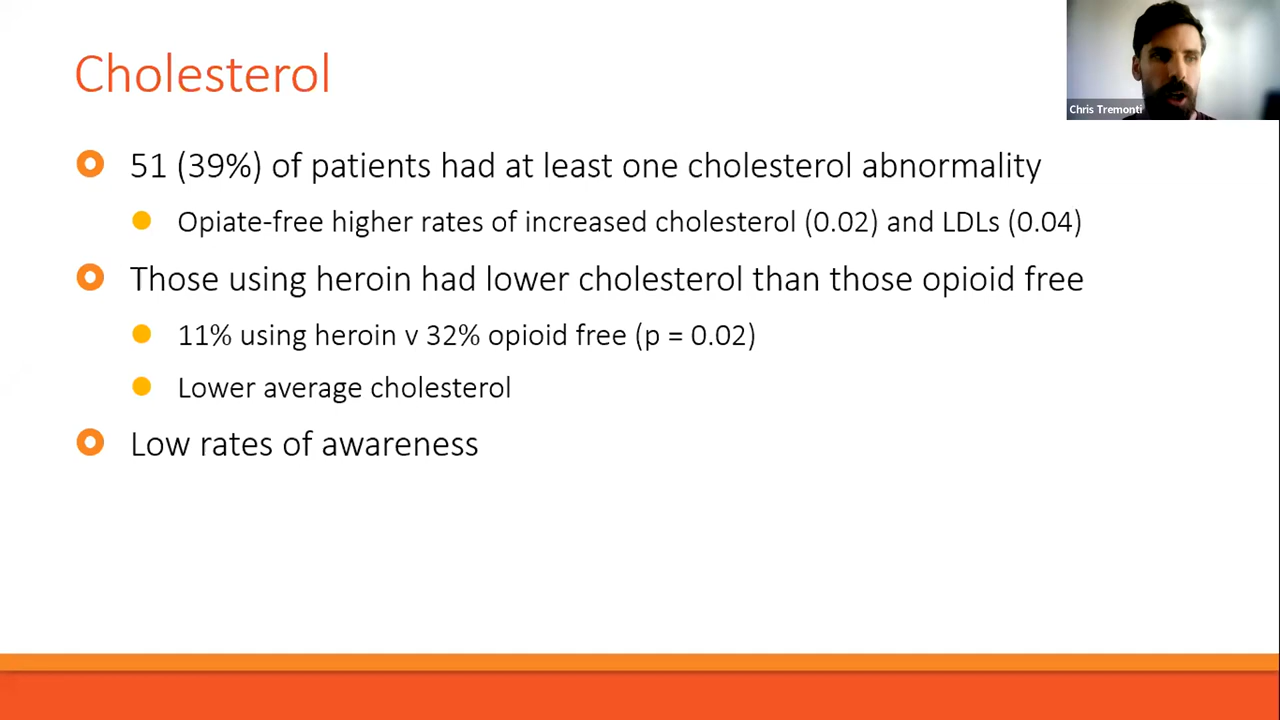 Cholesterol
Chris Tremonti
51 (39%) of patients had at least one cholesterol abnormality
Opiate-free higher rates of increased cholesterol (0.02) and LDLs (0.04)
Those using heroin had lower cholesterol than those opioid free
11% using heroin v 32% opioid free (p = 0.02)
Lower average cholesterol
Low rates of awareness